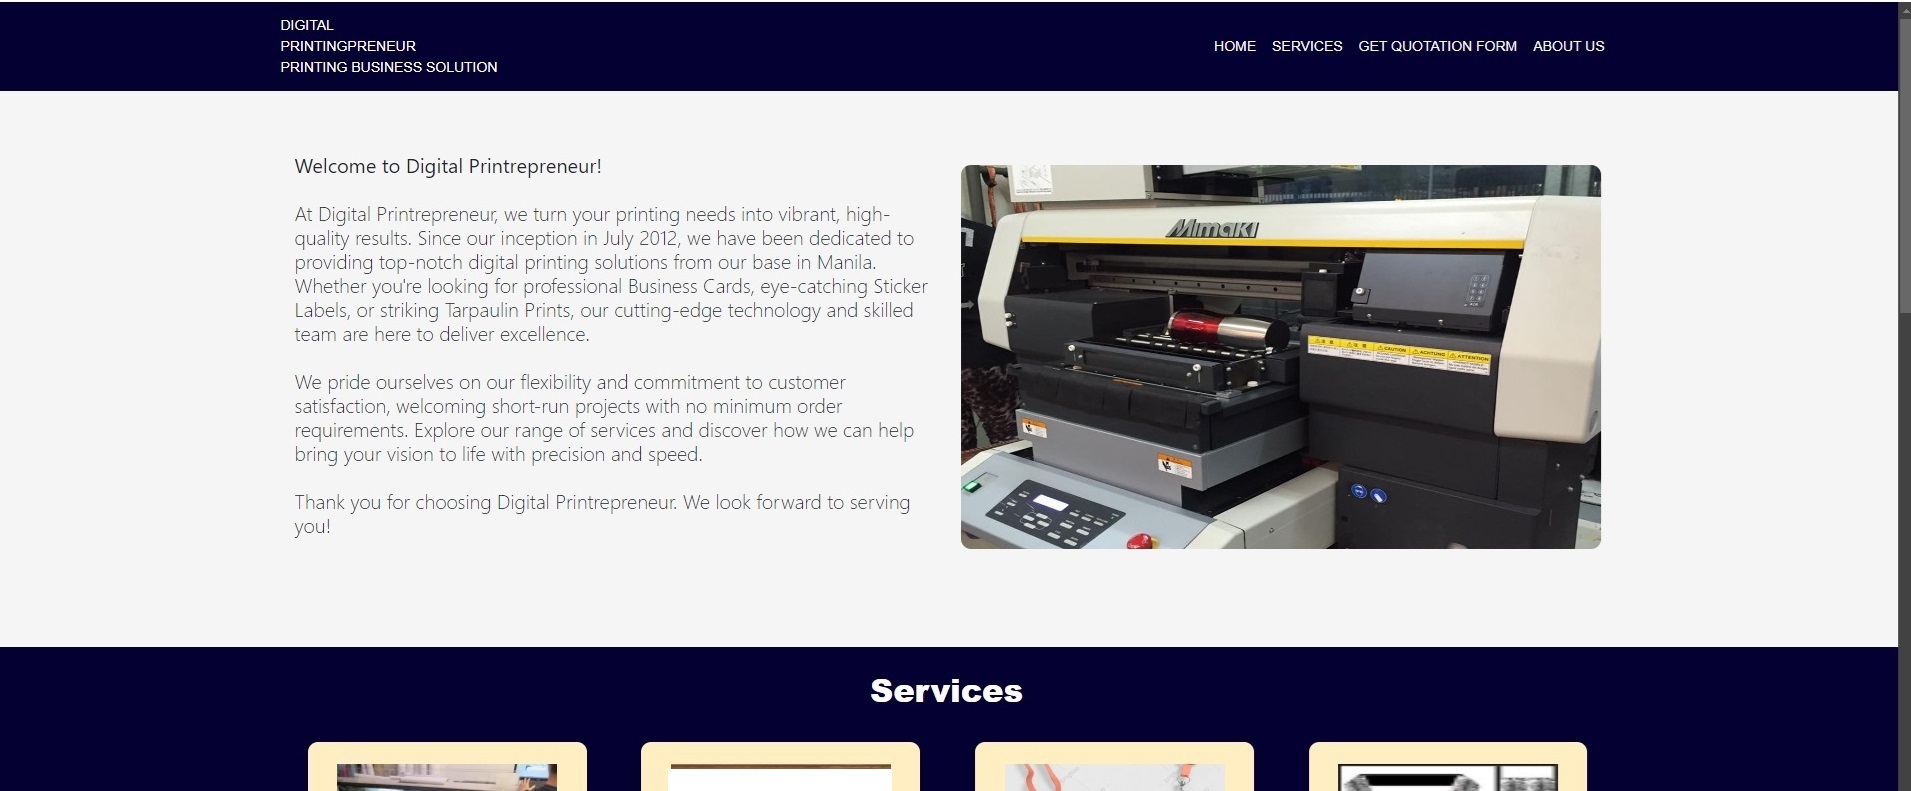 DIGITAL
PRINTINGPRENEUR
PRINTING BUSINESS SOLUTION
HOME SERVICES GET QUOTATION FORM ABOUT US
Welcome to Digital Printrepreneur!
At Digital Printrepreneur, we turn your printing needs into vibrant, high-
quality results. Since our inception in July 2012, we have been dedicated to
providing top-notch digital printing solutions from our base in Manila.
Whether you're looking for professional Business Cards, eye-catching Sticker
Labels, or striking Tarpaulin Prints, our cutting-edge technology and skilled
team are here to deliver excellence.
We pride ourselves on our flexibility and commitment to customer
satisfaction, welcoming short-run projects with no minimum order
requirements. Explore our range of services and discover how we can help
bring your vision to life with precision and speed.
Thank you for choosing Digital Printrepreneur. We look forward to serving
you!
Mimaki
CAUTION ACHTUNG ATTENTION
Services